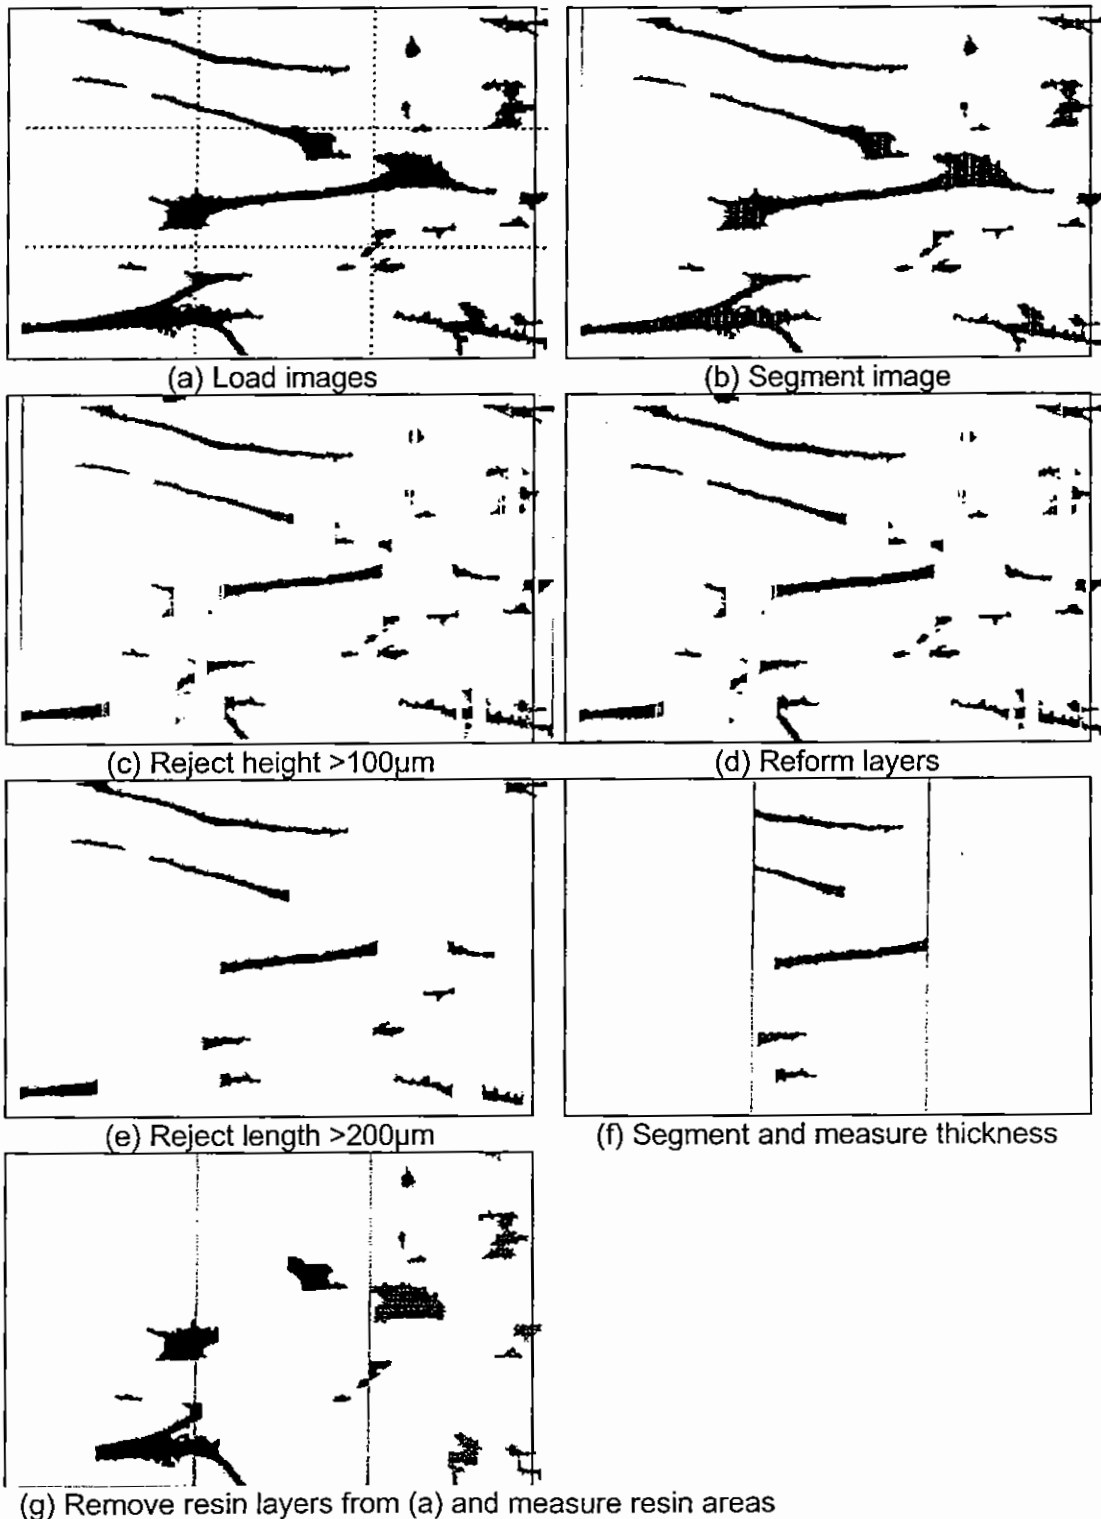 (a) Load images
(b) Segment image
(c) Reject height >100µm
(d) Reform layers
(e) Reject length >200µm
(f) Segment and measure thickness
(g) Remove resin layers from (a) and measure resin areas